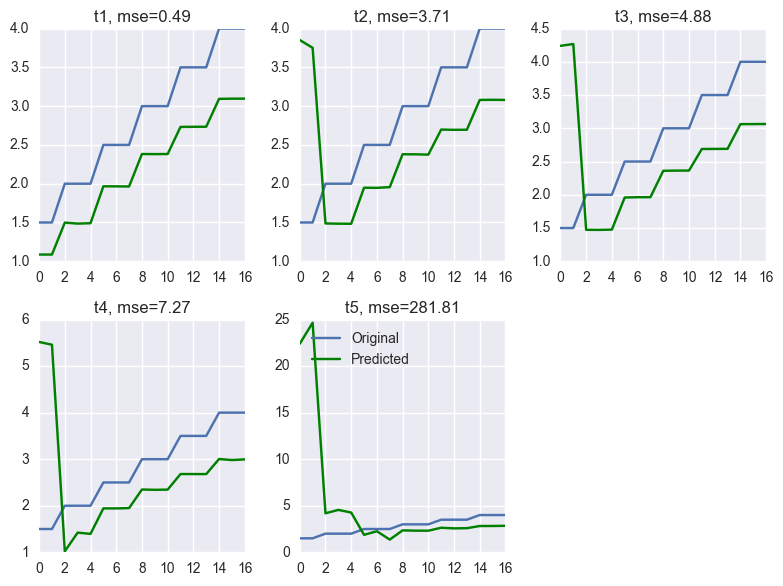 t1, mse=0.49
4.0
3.5
3.0
2.5
2.0
1.5
1.0
0 2 4 6 8 10 12 14 16
t2, mse=3.71
4.0
3.5
3.0
2.5
2.0
1.5
1.0
0 2 4 6 8 10 12 14 16
t3, mse=4.88
4.5
4.0
3.5
3.0
2.5
2.0
1.5
1.0
0 2 4 6 8 10 12 14 16
t4, mse=7.27
6
5
4
3
2
1
0 2 4 6 8 10 12 14 16
t5, mse=281.81
25
20
15
10
5
0
0 2 4 6 8 10 12 14 16
Original
Predicted